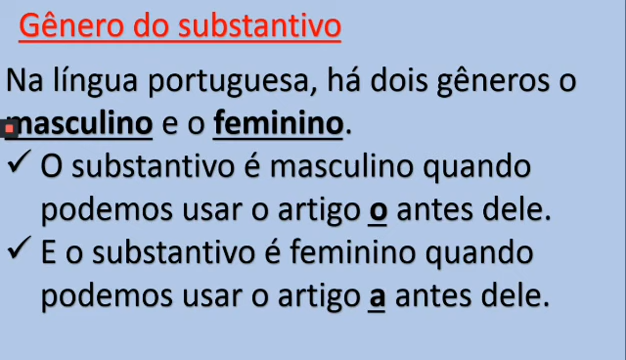 Gênero do substantivo
Na língua portuguesa, há dois gêneros o
masculino e o feminino.
✓ O substantivo é masculino quando
podemos usar o artigo o antes dele.
✓ E o substantivo é feminino quando
podemos usar o artigo a antes dele.